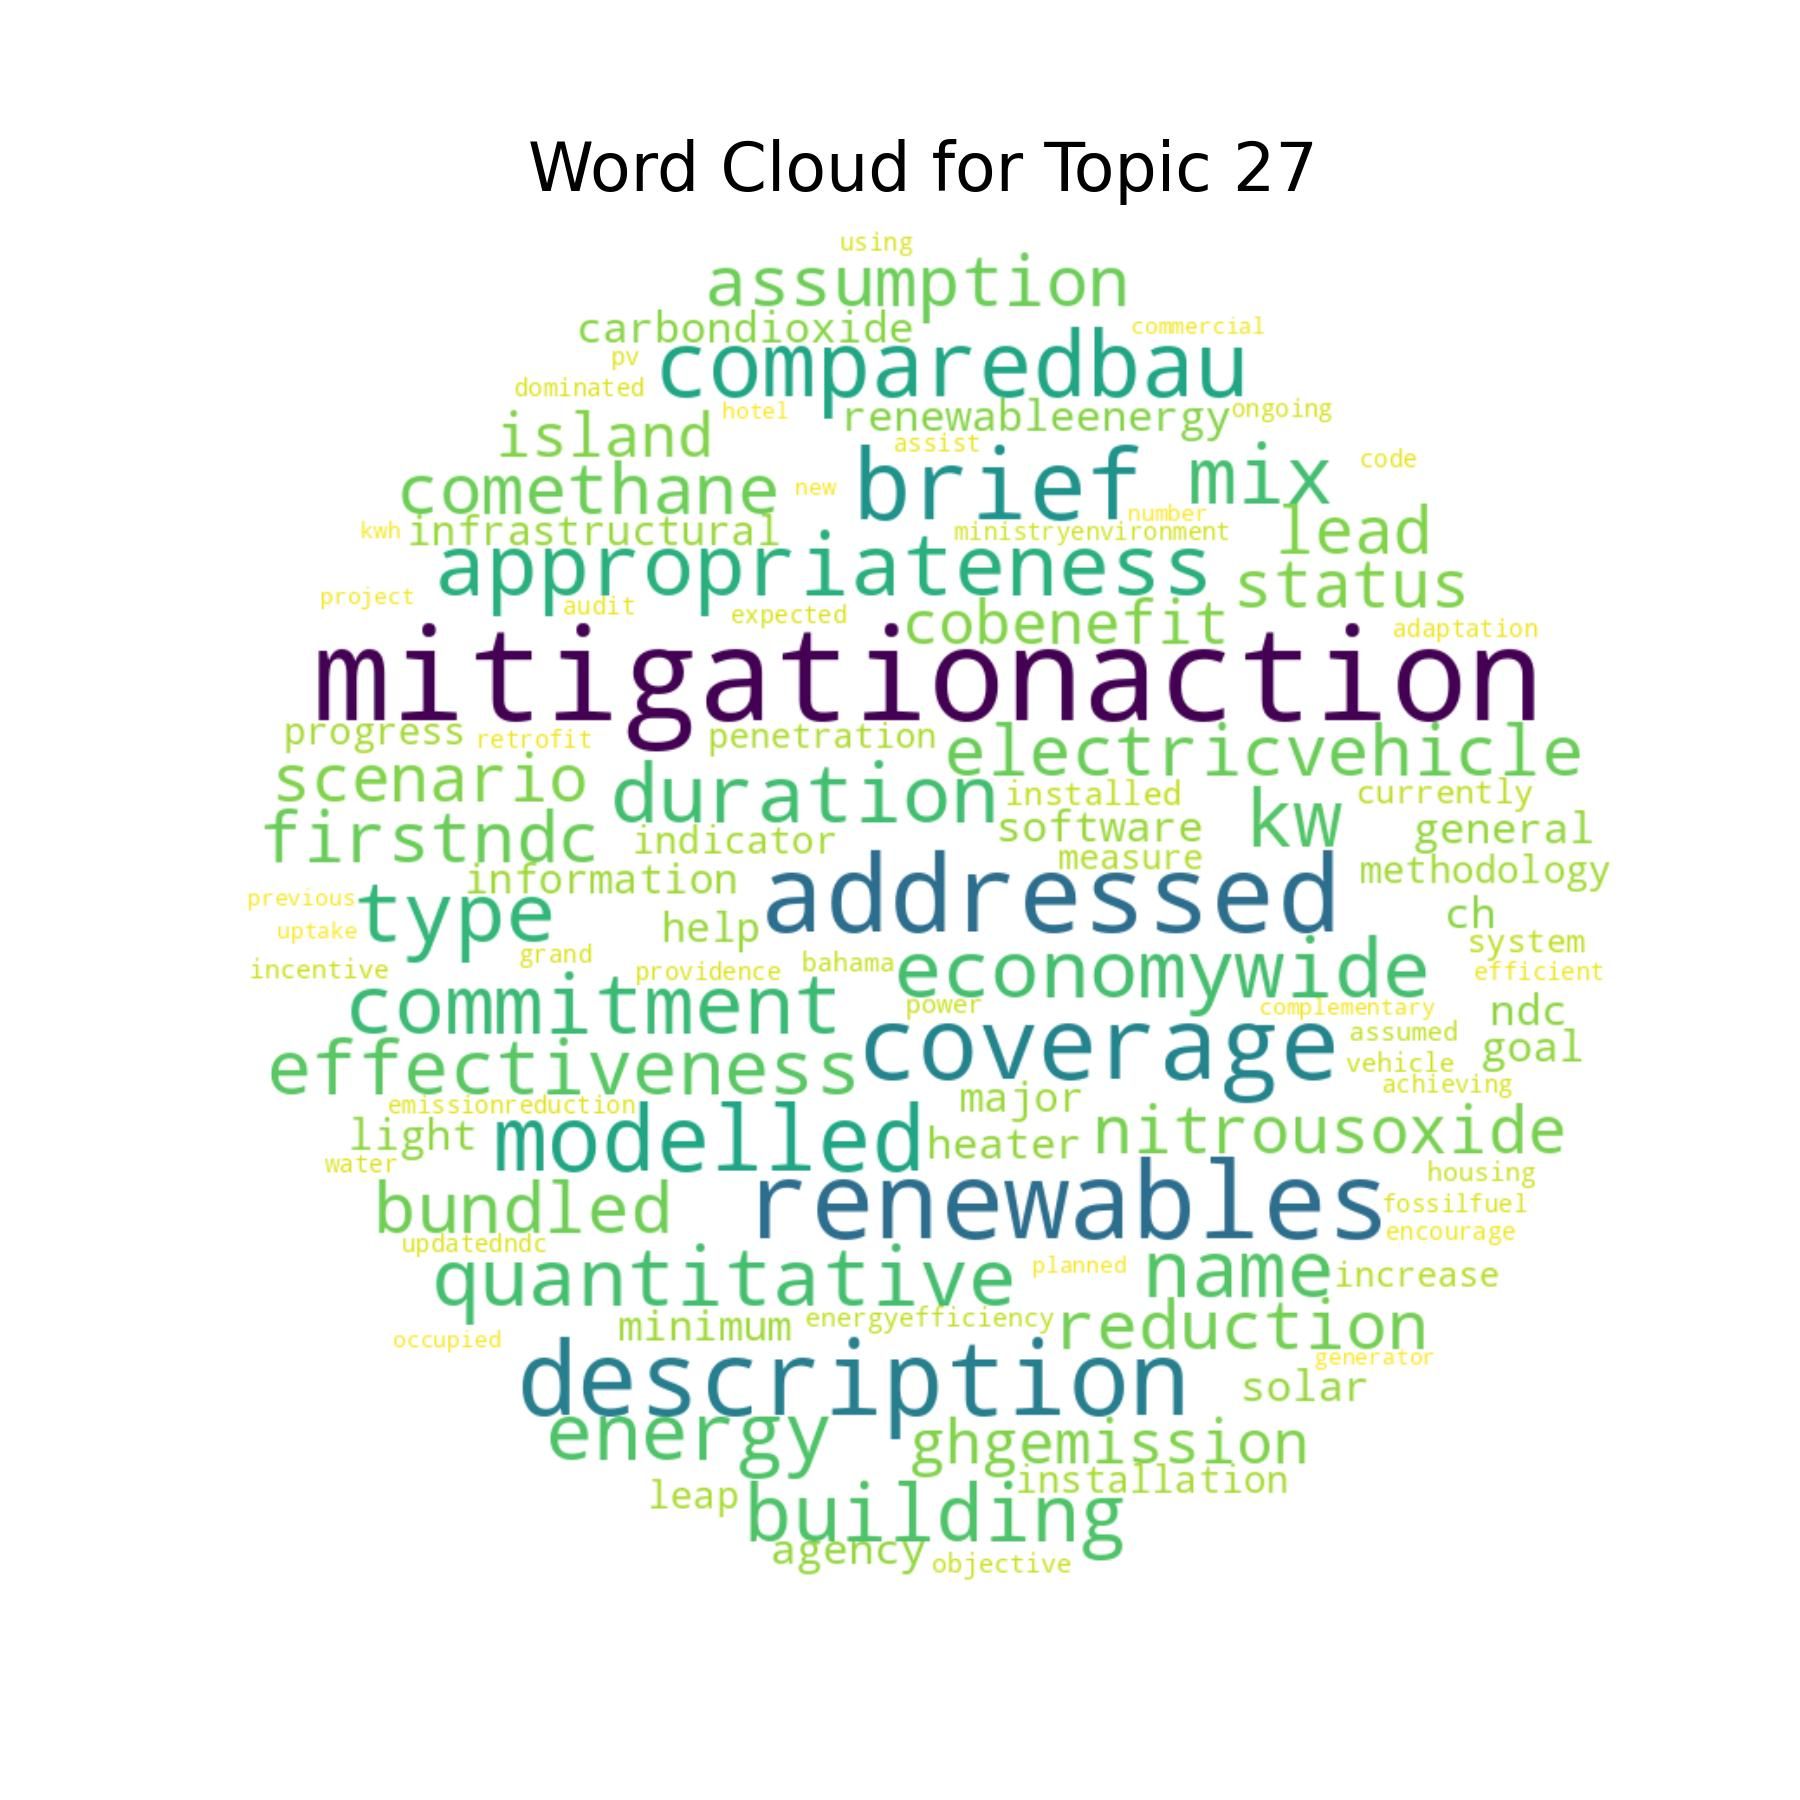 Word Cloud for Topic 27
using
assumption
carbondioxide
commercial
pv
comparedbau
dominated
hotel
renewableenergy
ongoing
island
assist
brief
mix
code
comethane
new
number
kwh
infrastructural
ministryenvironment
lead
appropriateness
status
project
audit
expected
cobenefit
adaptation
mitigationaction
progress
retrofit
penetration
electricvehicle
scenario
duration
installed
currently
firstndc
indicator
software
kw
general
information
measure
methodology
previous
type
addressed
help
ch
uptake
system
grand
incentive
providence
bahama
economywide
efficient
commitment
power
complementary
ndc
assumed
coverage
goal
effectiveness
vehicle
achieving
emissionreduction
major
light
modelled
heater
nitrousoxide
water
housing
bundled
renewables
fossilfuel
encourage
updatedndc
quantitative
planned
name
increase
minimum
energyefficiency
reduction
occupied
description
generator
solar
energy
ghgemission
installation
leap
building
agency
objective